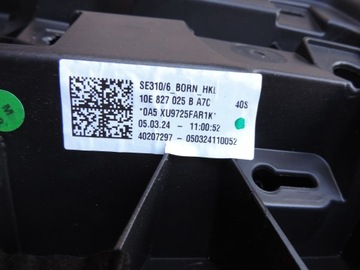 SE310/6_BORN_HKL
10E 827 025 B A7C 40S
*0A5 XU9725FAR1K*
05.03.24 - 11:00:52
40207297 - 050324110052